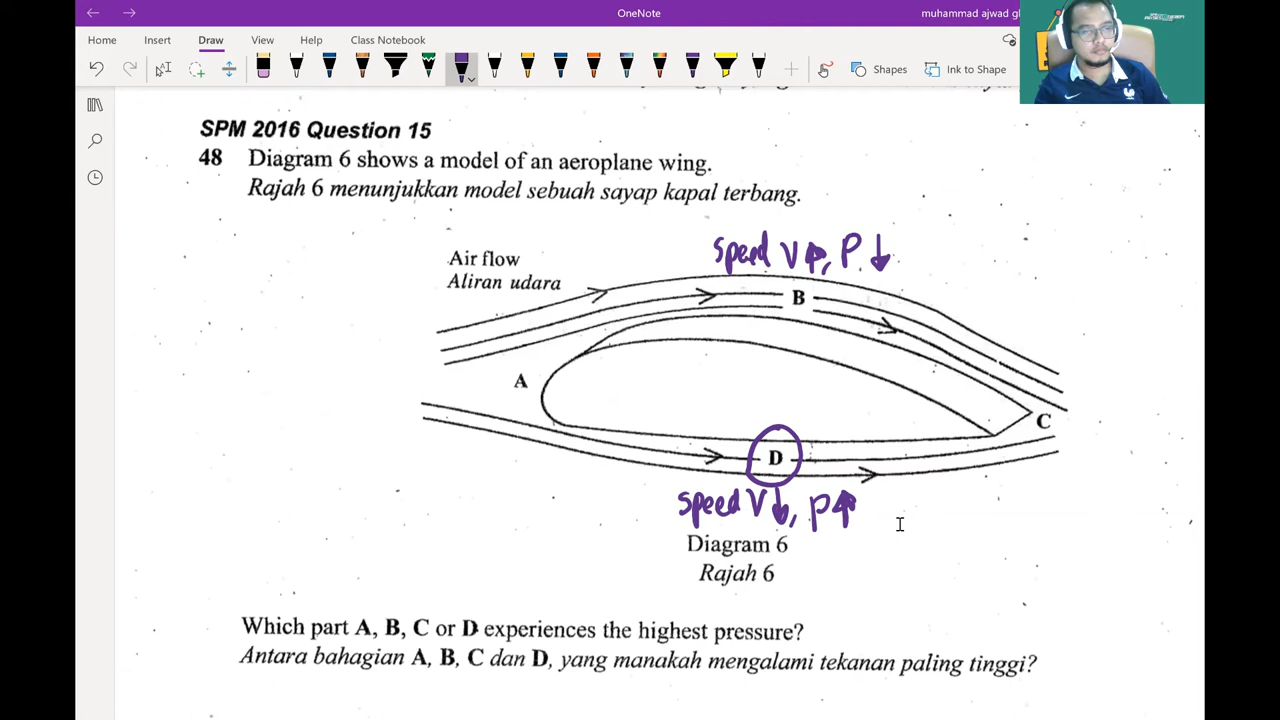 OneNote
muhammad ajwad gh
Home Insert Draw View Help Class Notebook
Shapes Ink to Shape
SPM 2016 Question 15
48 Diagram 6 shows a model of an aeroplane wing.
Rajah 6 menunjukkan model sebuah sayap kapal terbang.
speed V↑, P↓
Air flow
Aliran udara
B
A
C
D
speed V↓, P↑
Diagram 6
Rajah 6
Which part A, B, C or D experiences the highest pressure?
Antara bahagian A, B, C dan D, yang manakah mengalami tekanan paling tinggi?